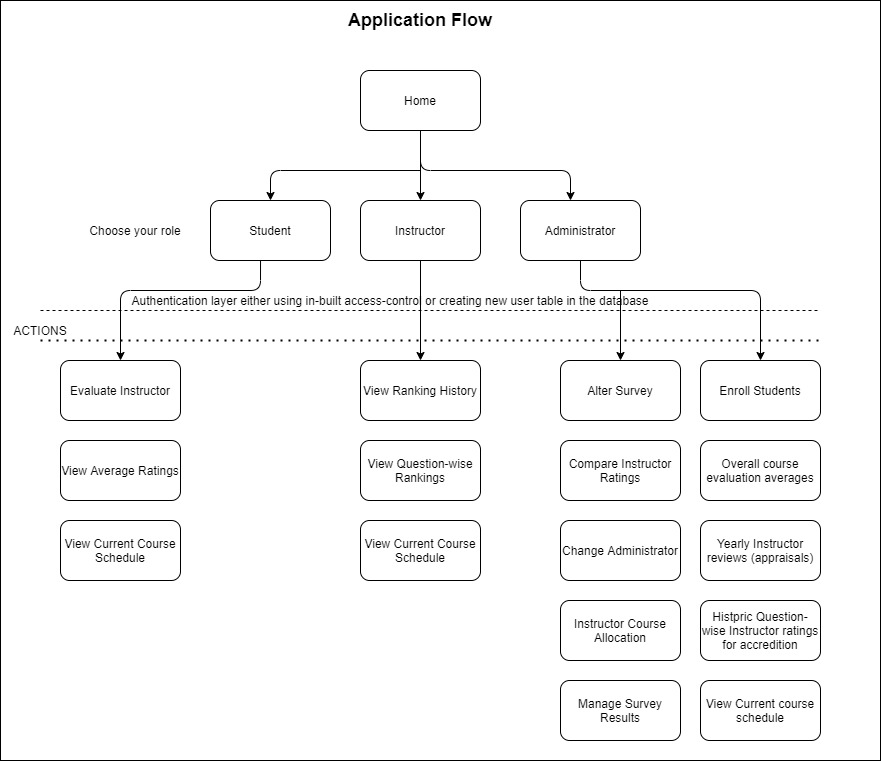 Application Flow
Home
Choose your role
Student
Instructor
Administrator
Authentication layer either using in-built access-control or creating new user table in the database
ACTIONS
Evaluate Instructor
View Ranking History
Alter Survey
Enroll Students
View Average Ratings
View Question-wise
Rankings
Compare Instructor
Ratings
Overall course
evaluation averages
View Current Course
Schedule
View Current Course
Schedule
Change Administrator
Yearly Instructor
reviews (appraisals)
Instructor Course
Allocation
Histpric Question-
wise Instructor ratings
for accredition
Manage Survey
Results
View Current course
schedule